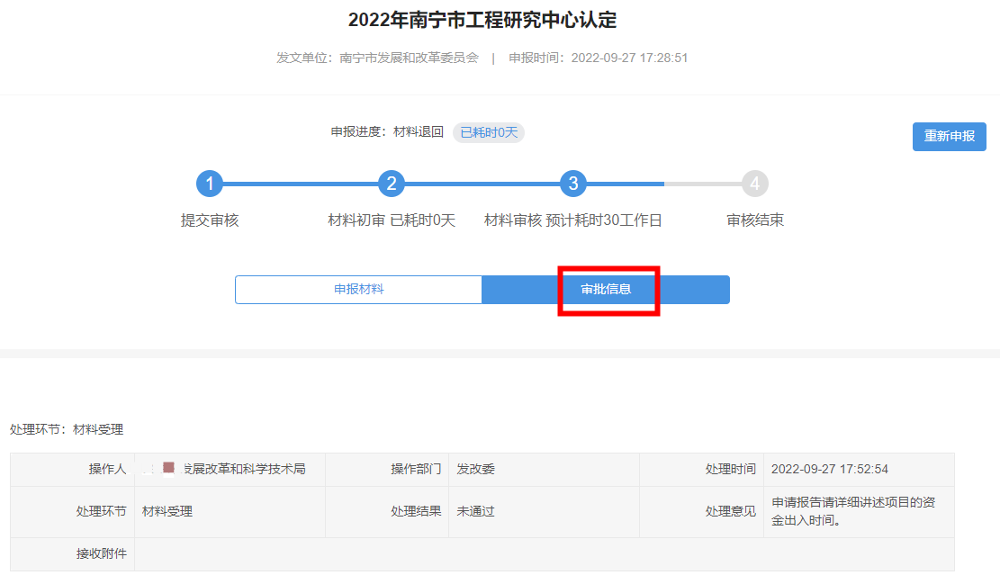 2022年南宁市工程研究中心认定
发文单位：南宁市发展和改革委员会 | 申报时间：2022-09-27 17:28:51
申报进度：材料退回 已耗时0天
重新申报
1 2 3 4
提交审核 材料初审 已耗时0天 材料审核 预计耗时30工作日 审核结束
申报材料 审批信息
处理环节：材料受理
操作人 发展改革和科学技术局 操作部门 发改委 处理时间 2022-09-27 17:52:54
处理环节 材料受理 处理结果 未通过 处理意见 申请报告请详细讲述项目的资
金出入时间。
接收附件